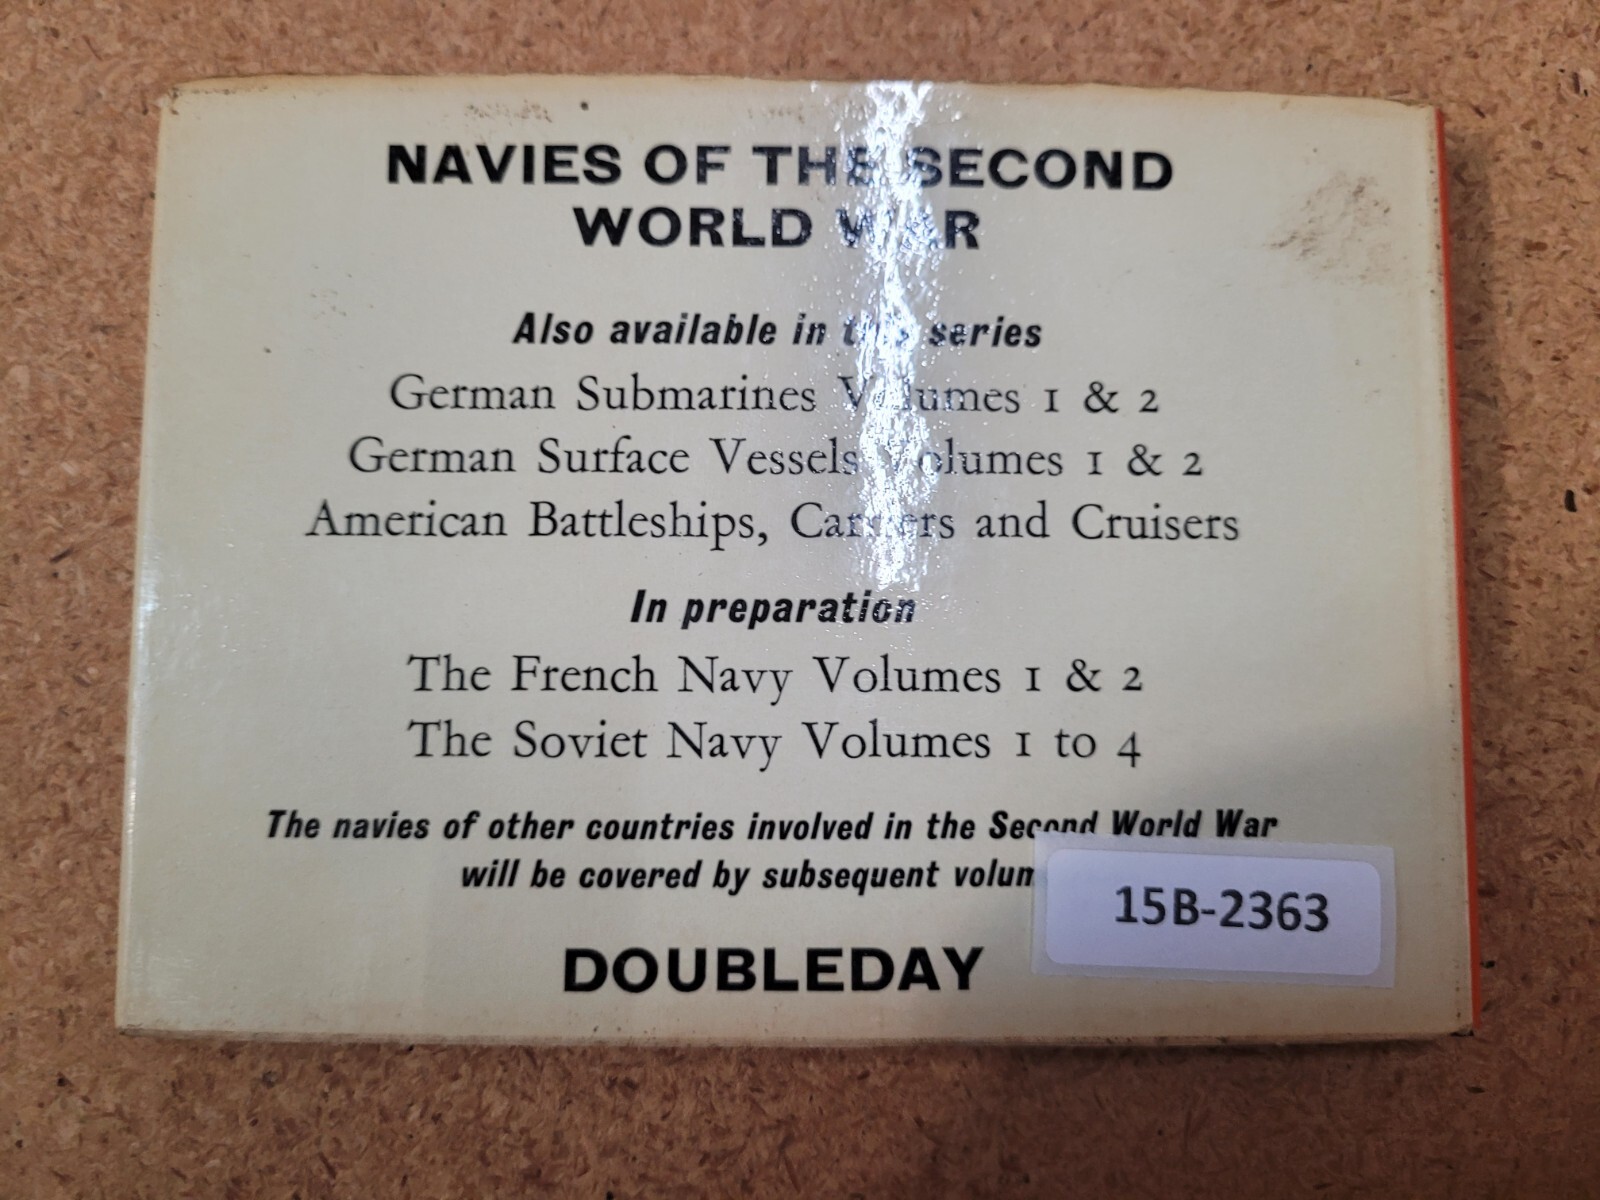 NAVIES OF THE SECOND
WORLD WAR
Also available in this series
German Submarines Volumes 1 & 2
German Surface Vessels Volumes 1 & 2
American Battleships, Carriers and Cruisers
In preparation
The French Navy Volumes 1 & 2
The Soviet Navy Volumes 1 to 4
The navies of other countries involved in the Second World War
will be covered by subsequent volum
15B-2363
DOUBLEDAY